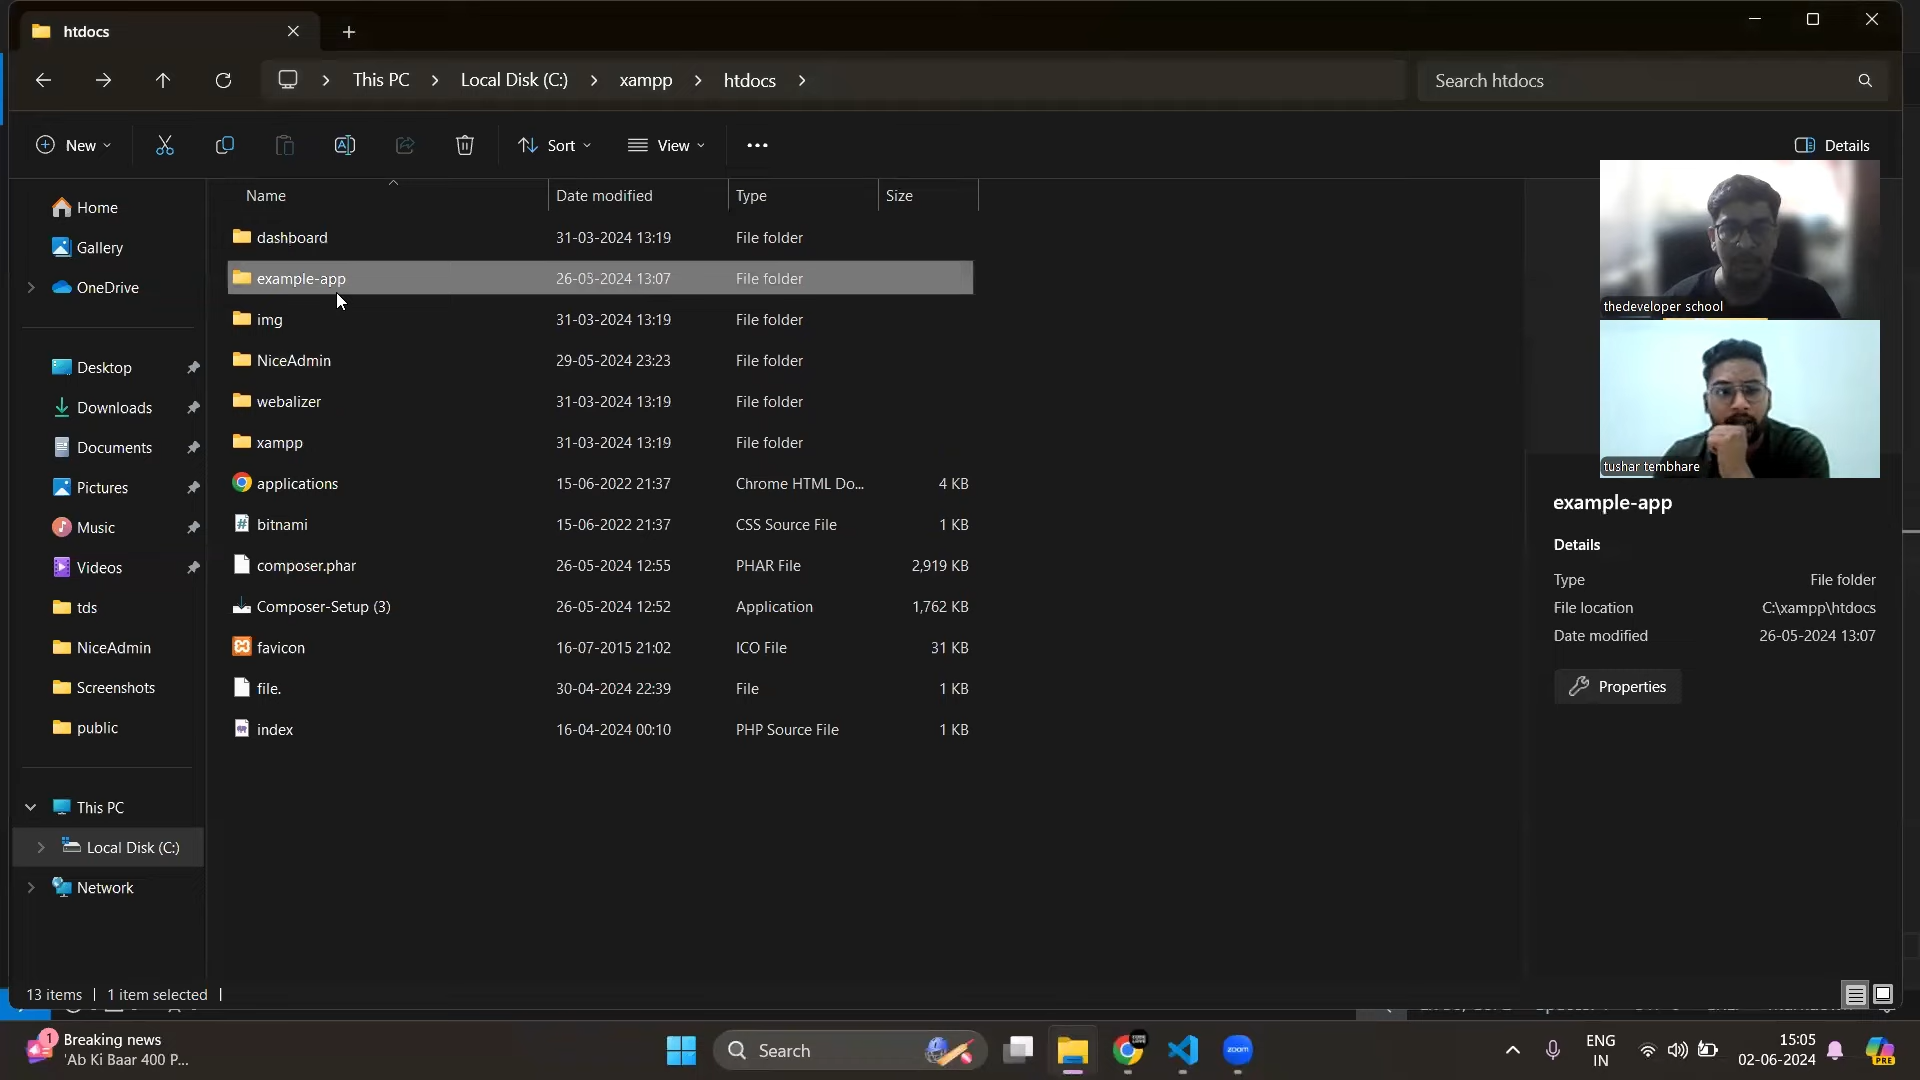 htdocs
This PC
Local Disk (C:)
xampp
htdocs
Search htdocs
New
Sort
View
Details
Name
Date modified
Type
Size
Home
Gallery
OneDrive
Desktop
Downloads
Documents
Pictures
Music
Videos
tds
NiceAdmin
Screenshots
public
This PC
Local Disk (C:)
Network
dashboard 31-03-2024 13:19 File folder
example-app 26-05-2024 13:07 File folder
img 31-03-2024 13:19 File folder
NiceAdmin 29-05-2024 23:23 File folder
webalizer 31-03-2024 13:19 File folder
xampp 31-03-2024 13:19 File folder
applications 15-06-2022 21:37 Chrome HTML Do... 4 KB
bitnami 15-06-2022 21:37 CSS Source File 1 KB
composer.phar 26-05-2024 12:55 PHAR File 2,919 KB
Composer-Setup (3) 26-05-2024 12:52 Application 1,762 KB
favicon 16-07-2015 21:02 ICO File 31 KB
file. 30-04-2024 22:39 File 1 KB
index 16-04-2024 00:10 PHP Source File 1 KB
thedeveloper school
tushar tembhare
example-app
Details
Type File folder
File location C:\xampp\htdocs
Date modified 26-05-2024 13:07
Properties
13 items
1 item selected
1
Breaking news
'Ab Ki Baar 400 P...
Search
zoom
ENG
IN
15:05
02-06-2024
PRE